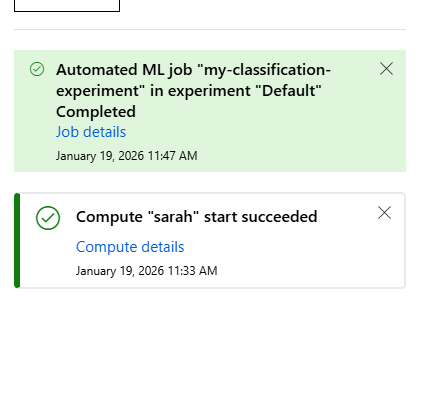 Automated ML job "my-classification-
experiment" in experiment "Default"
Completed
Job details
January 19, 2026 11:47 AM
Compute "sarah" start succeeded
Compute details
January 19, 2026 11:33 AM